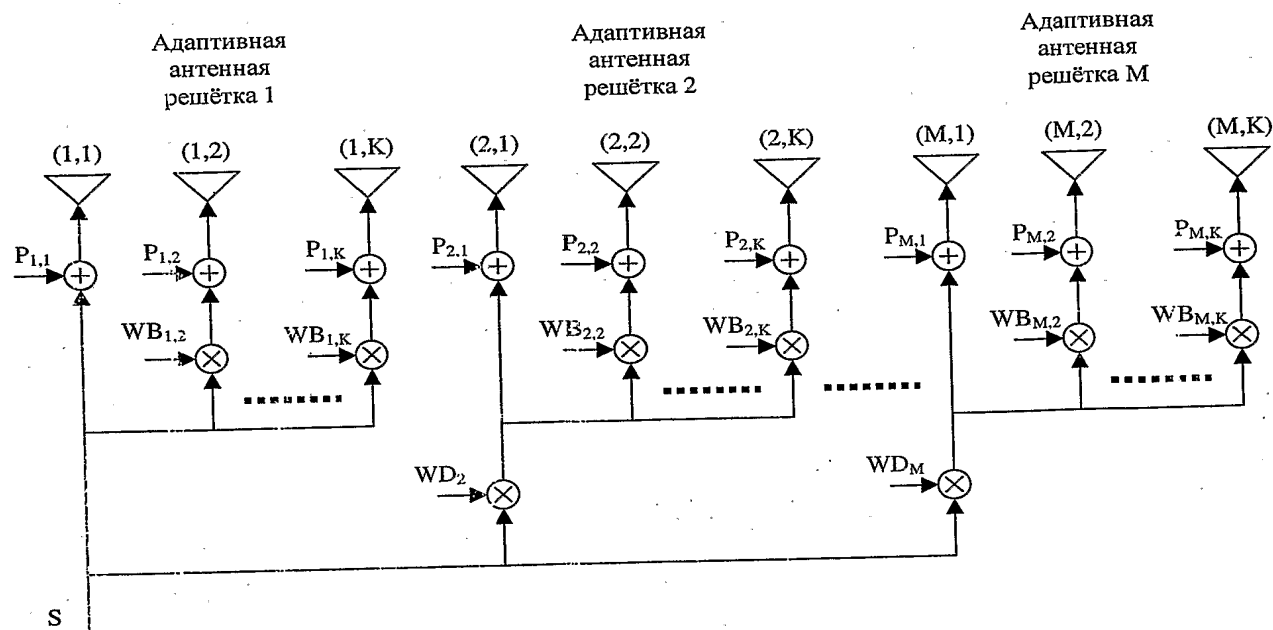 Адаптивная
антенная
решётка 1
Адаптивная
антенная
решётка 2
Адаптивная
антенная
решётка М
(1,1) (1,2) (1,K) (2,1) (2,2) (2,K) (M,1) (M,2) (M,K)
P1,1 P1,2 P1,K P2,1 P2,2 P2,K PM,1 PM,2 PM,K
WB1,2 WB1,K WB2,2 WB2,K WBM,2 WBM,K
WD2 WDM
S